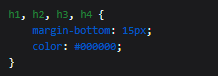 h1, h2, h3, h4 {
    margin-bottom: 15px;
    color: #000000;
}